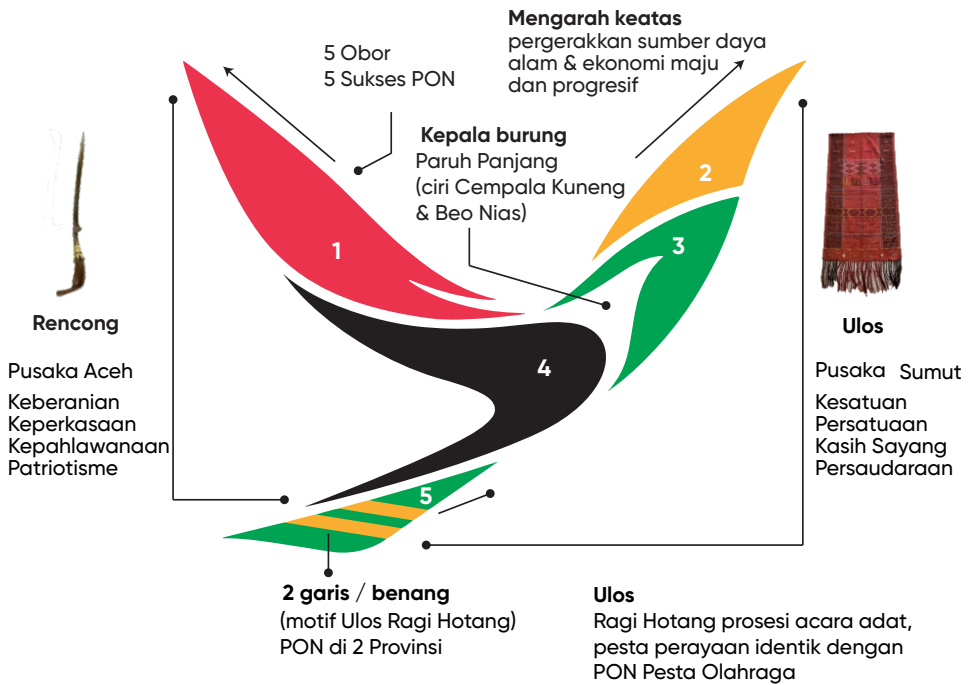 Mengarah keatas
pergerakkan sumber daya
alam & ekonomi maju
dan progresif
5 Obor
5 Sukses PON
Kepala burung
Paruh Panjang
(ciri Cempala Kuneng
& Beo Nias)
1
2
3
4
5
Rencong
Pusaka Aceh
Keberanian
Keperkasaan
Kepahlawanaan
Patriotisme
Ulos
Pusaka Sumut
Kesatuan
Persatuaan
Kasih Sayang
Persaudaraan
2 garis / benang
(motif Ulos Ragi Hotang)
PON di 2 Provinsi
Ulos
Ragi Hotang prosesi acara adat,
pesta perayaan identik dengan
PON Pesta Olahraga